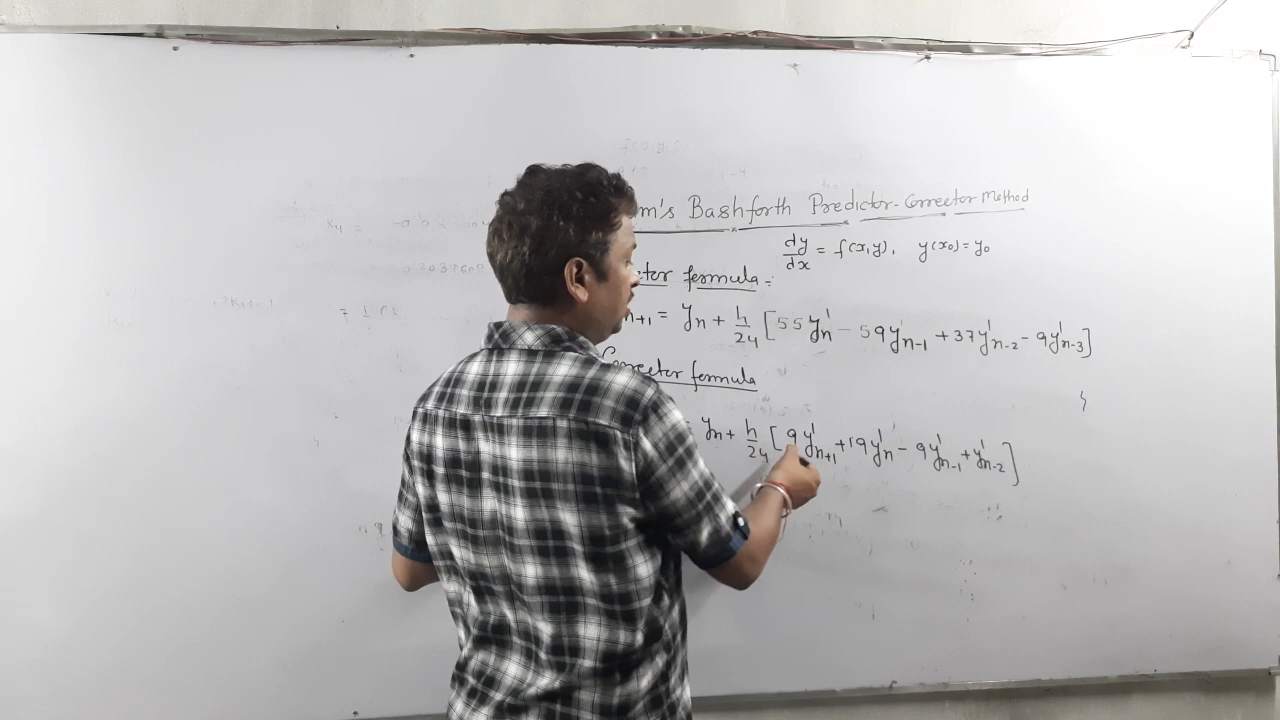 m's Bashforth Predictor-Corrector Method
dy/dx = f(x,y), y(x0)=y0
ctor formula:
n+1 = yn + h/24 [55y'n - 59y'n-1 + 37y'n-2 - 9y'n-3]
Corrector formula
= yn + h/24 [9y'n+1 + 19y'n - 9y'n-1 + y'n-2]